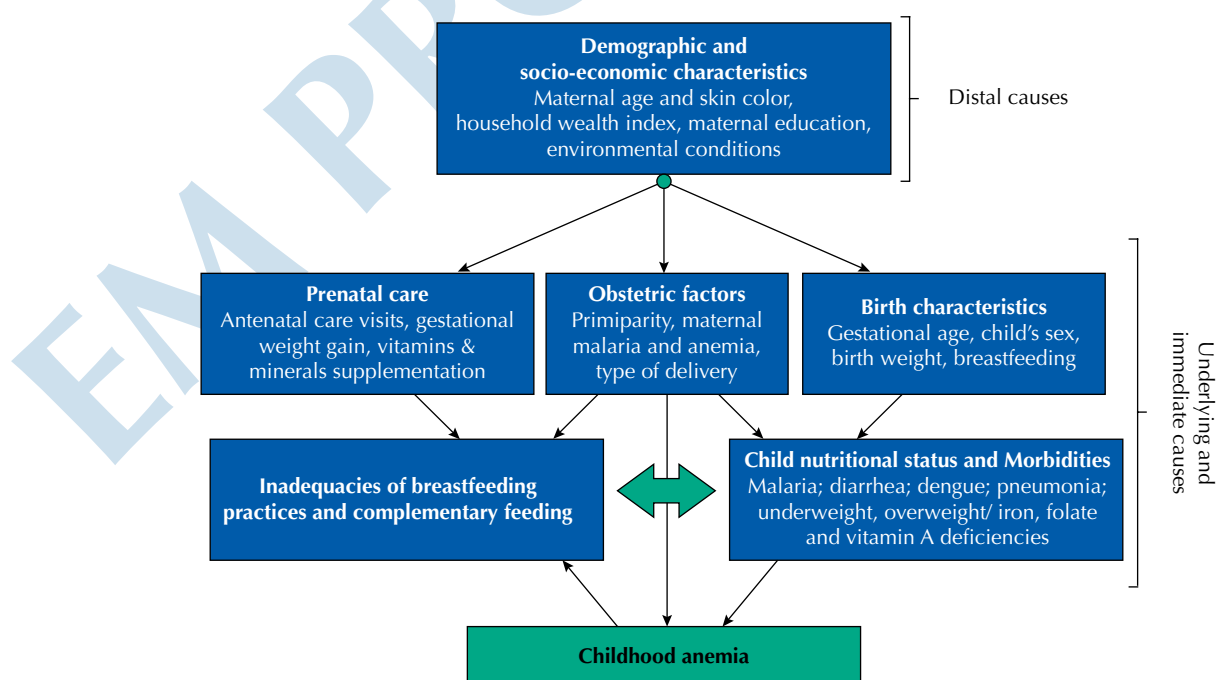 Demographic and
socio-economic characteristics
Maternal age and skin color,
household wealth index, maternal education,
environmental conditions
Distal causes
Prenatal care
Antenatal care visits, gestational
weight gain, vitamins &
minerals supplementation
Obstetric factors
Primiparity, maternal
malaria and anemia,
type of delivery
Birth characteristics
Gestational age, child's sex,
birth weight, breastfeeding
Underlying and
immediate causes
Inadequacies of breastfeeding
practices and complementary feeding
Child nutritional status and Morbidities
Malaria; diarrhea; dengue; pneumonia;
underweight, overweight/ iron, folate
and vitamin A deficiencies
Childhood anemia
EM